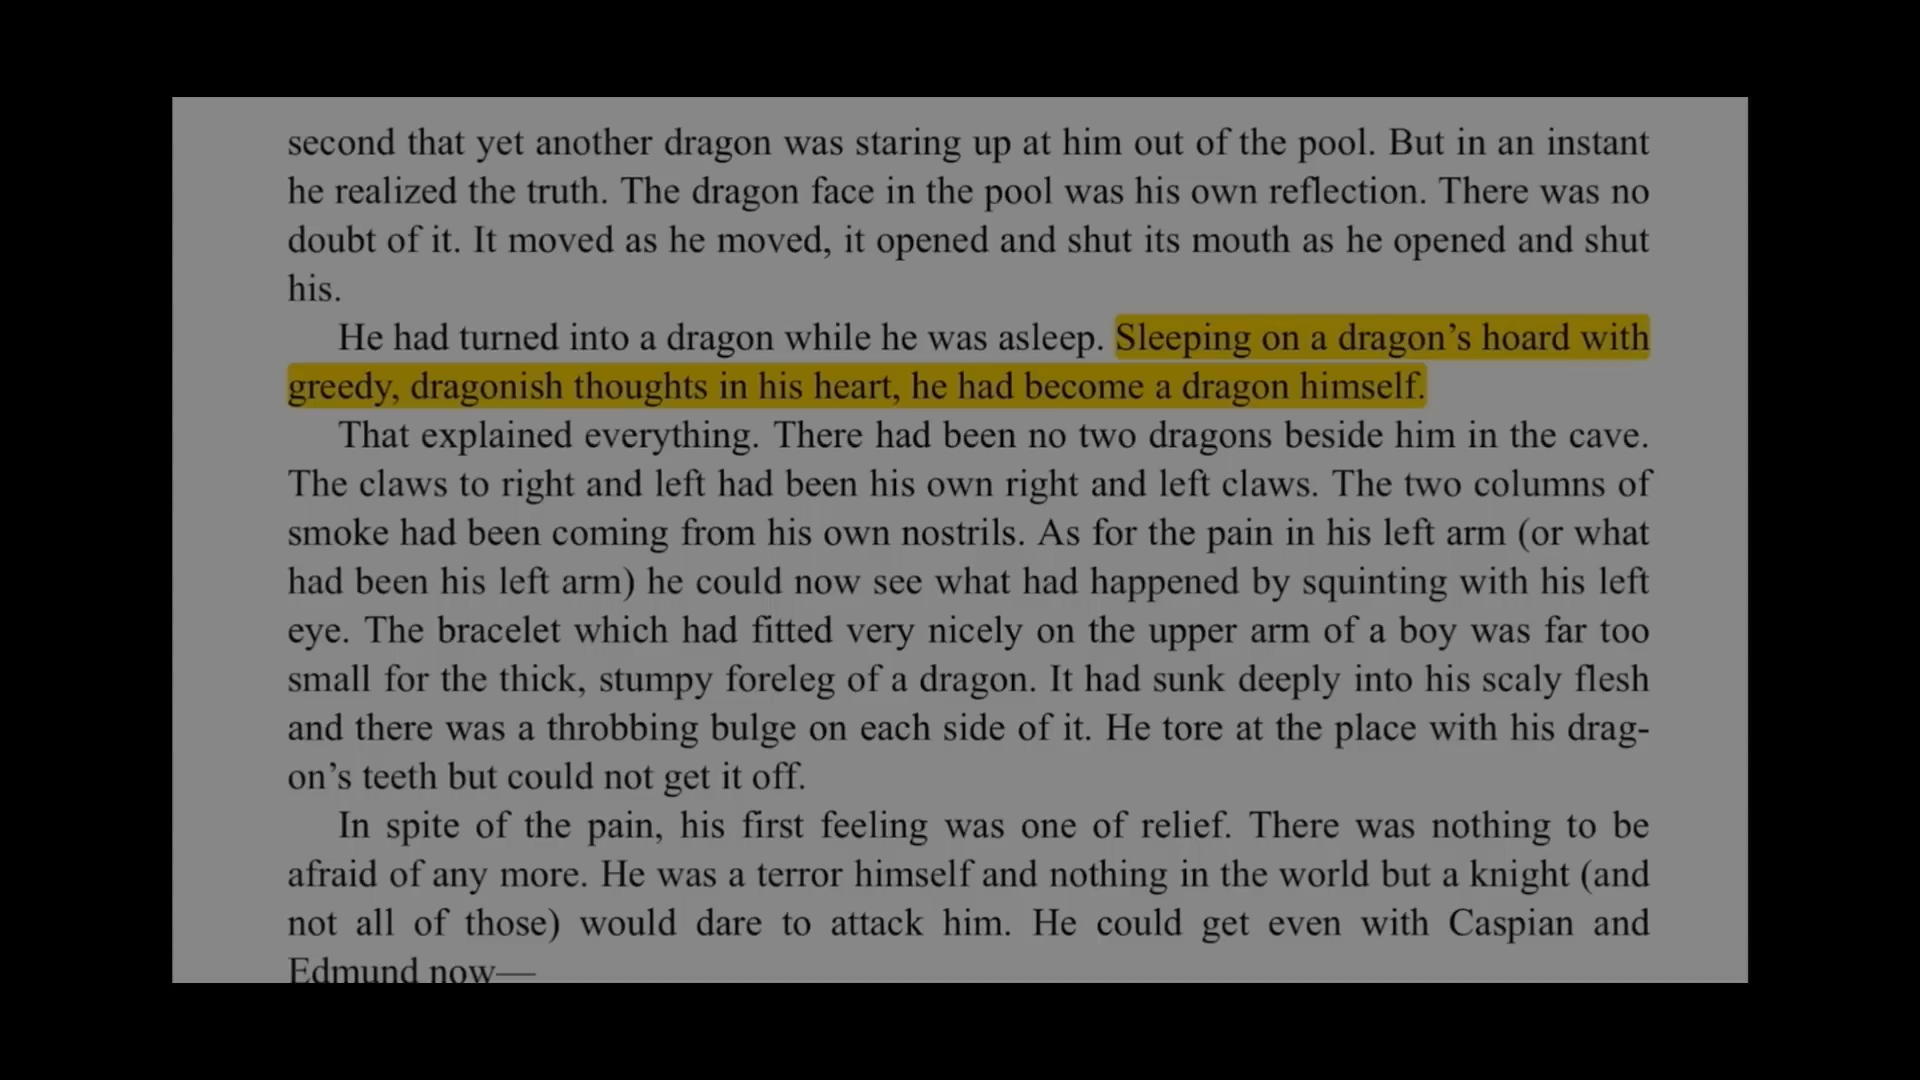 second that yet another dragon was staring up at him out of the pool. But in an instant
he realized the truth. The dragon face in the pool was his own reflection. There was no
doubt of it. It moved as he moved, it opened and shut its mouth as he opened and shut
his.
He had turned into a dragon while he was asleep. Sleeping on a dragon’s hoard with
greedy, dragonish thoughts in his heart, he had become a dragon himself.
That explained everything. There had been no two dragons beside him in the cave.
The claws to right and left had been his own right and left claws. The two columns of
smoke had been coming from his own nostrils. As for the pain in his left arm (or what
had been his left arm) he could now see what had happened by squinting with his left
eye. The bracelet which had fitted very nicely on the upper arm of a boy was far too
small for the thick, stumpy foreleg of a dragon. It had sunk deeply into his scaly flesh
and there was a throbbing bulge on each side of it. He tore at the place with his drag-
on’s teeth but could not get it off.
In spite of the pain, his first feeling was one of relief. There was nothing to be
afraid of any more. He was a terror himself and nothing in the world but a knight (and
not all of those) would dare to attack him. He could get even with Caspian and
Edmund now—